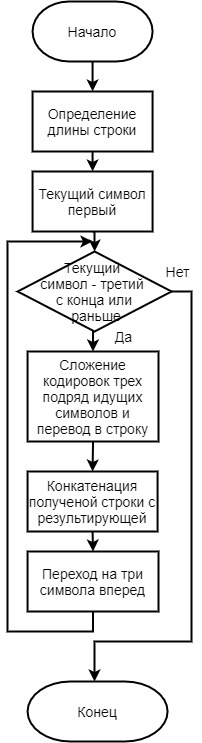 Начало
Определение
длины строки
Текущий символ
первый
Текущий
символ - третий
с конца или
раньше
Нет
Да
Сложение
кодировок трех
подряд идущих
символов и
перевод в строку
Конкатенация
полученой строки с
результирующей
Переход на три
символа вперед
Конец